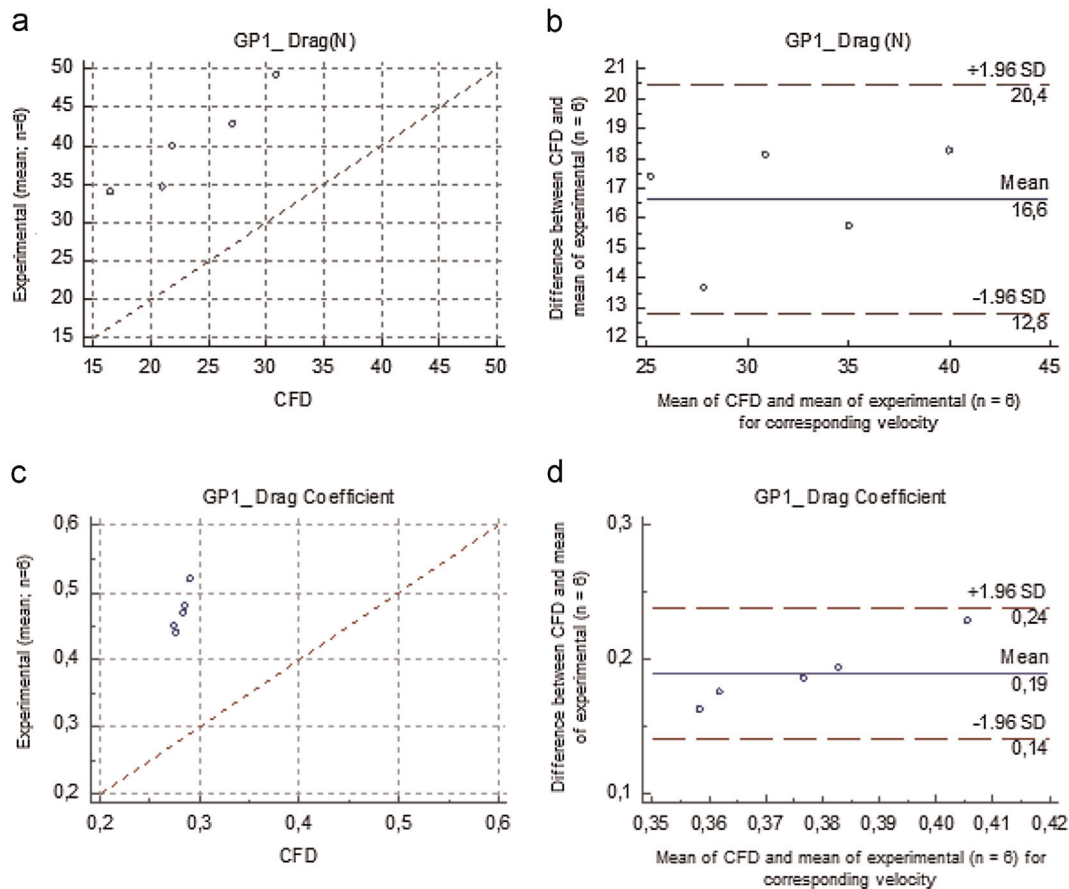 a
GP1_ Drag(N)
Experimental (mean; n=6)
50
45
40
35
30
25
20
15
15 20 25 30 35 40 45 50
CFD
b
GP1_Drag (N)
Difference between CFD and
mean of experimental (n = 6)
21
20
19
18
17
16
15
14
13
12
+1.96 SD
20,4
Mean
16,6
-1.96 SD
12,8
25 30 35 40 45
Mean of CFD and mean of experimental (n = 6)
for corresponding velocity
c
GP1_ Drag Coefficient
Experimental (mean; n=6)
0,6
0,5
0,4
0,3
0,2
0,2 0,3 0,4 0,5 0,6
CFD
d
GP1_Drag Coefficient
Difference between CFD and mean
of experimental (n = 6)
0,3
0,2
0,1
+1.96 SD
0,24
Mean
0,19
-1.96 SD
0,14
0,35 0,36 0,37 0,38 0,39 0,40 0,41 0,42
Mean of CFD and mean of experimental (n = 6) for
corresponding velocity